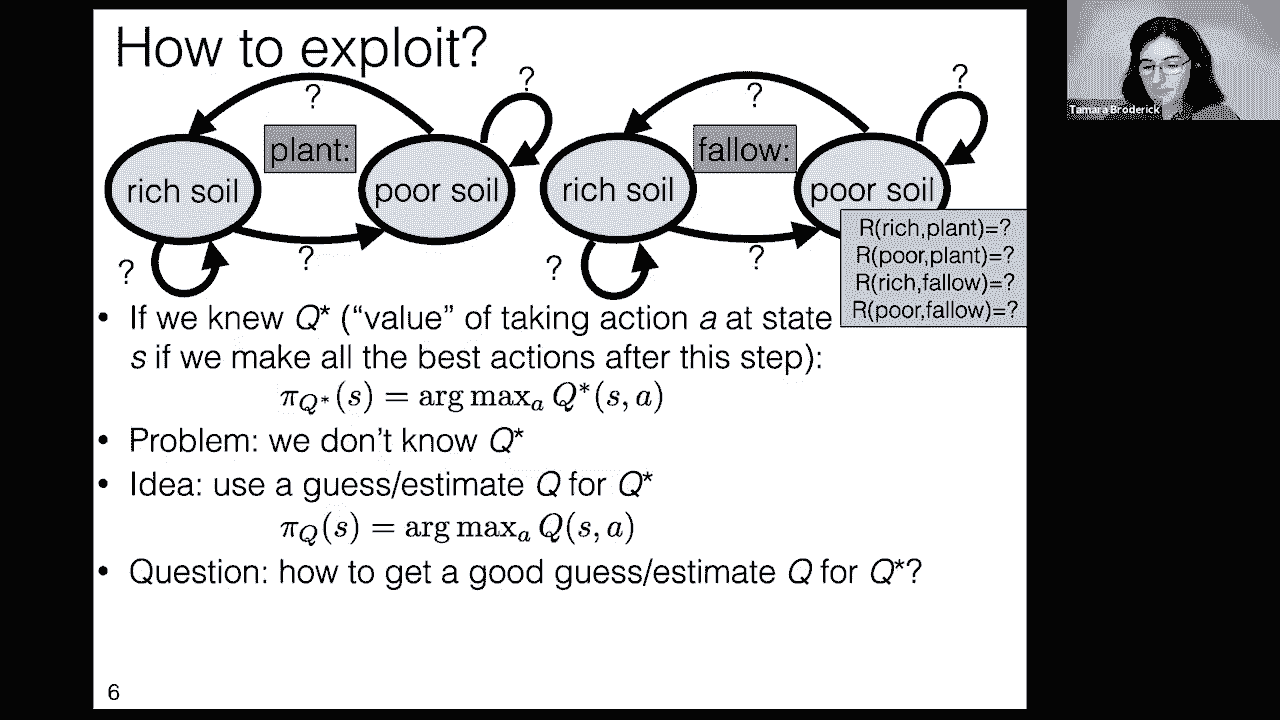 How to exploit?
?
?
?
?
plant:
fallow:
rich soil
poor soil
rich soil
poor soil
?
?
?
?
R(rich,plant)=?
R(poor,plant)=?
R(rich,fallow)=?
R(poor,fallow)=?
• If we knew Q* (“value” of taking action a at state
s if we make all the best actions after this step):
π_{Q*}(s) = arg max_a Q*(s, a)
• Problem: we don’t know Q*
• Idea: use a guess/estimate Q for Q*
π_Q(s) = arg max_a Q(s, a)
• Question: how to get a good guess/estimate Q for Q*?
6
Tamara Broderick